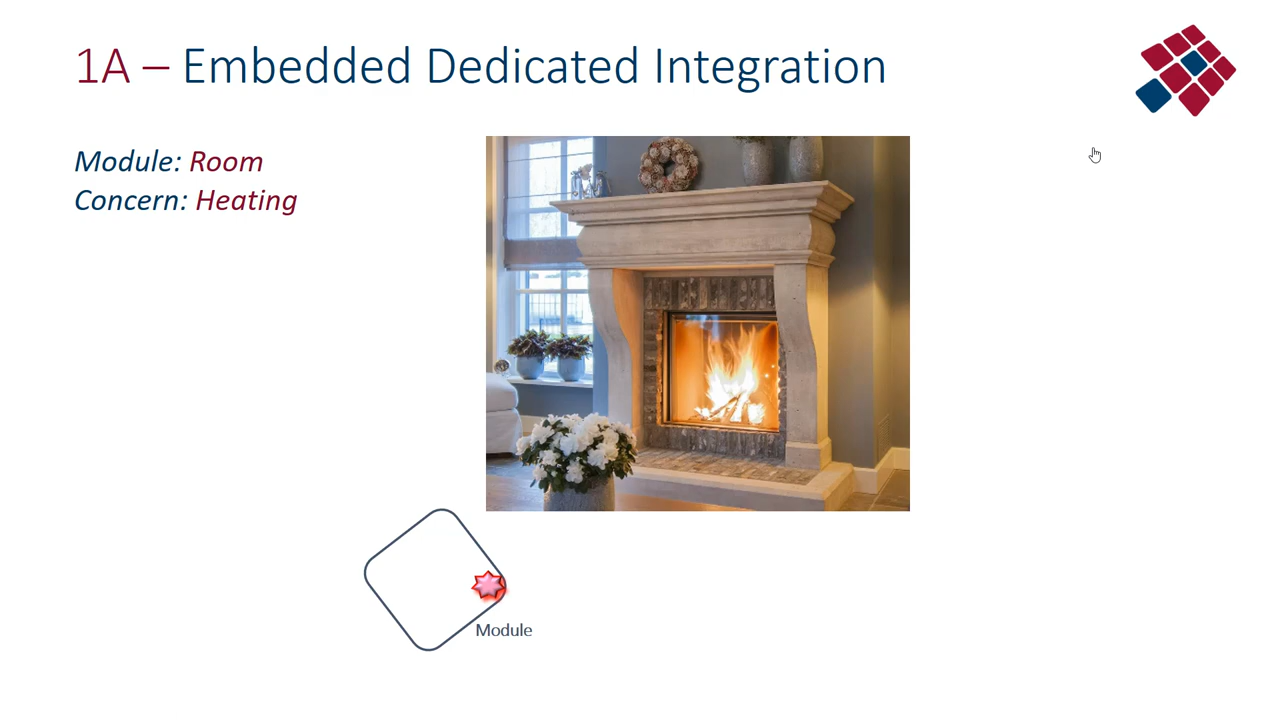 1A – Embedded Dedicated Integration
Module: Room
Concern: Heating
Module